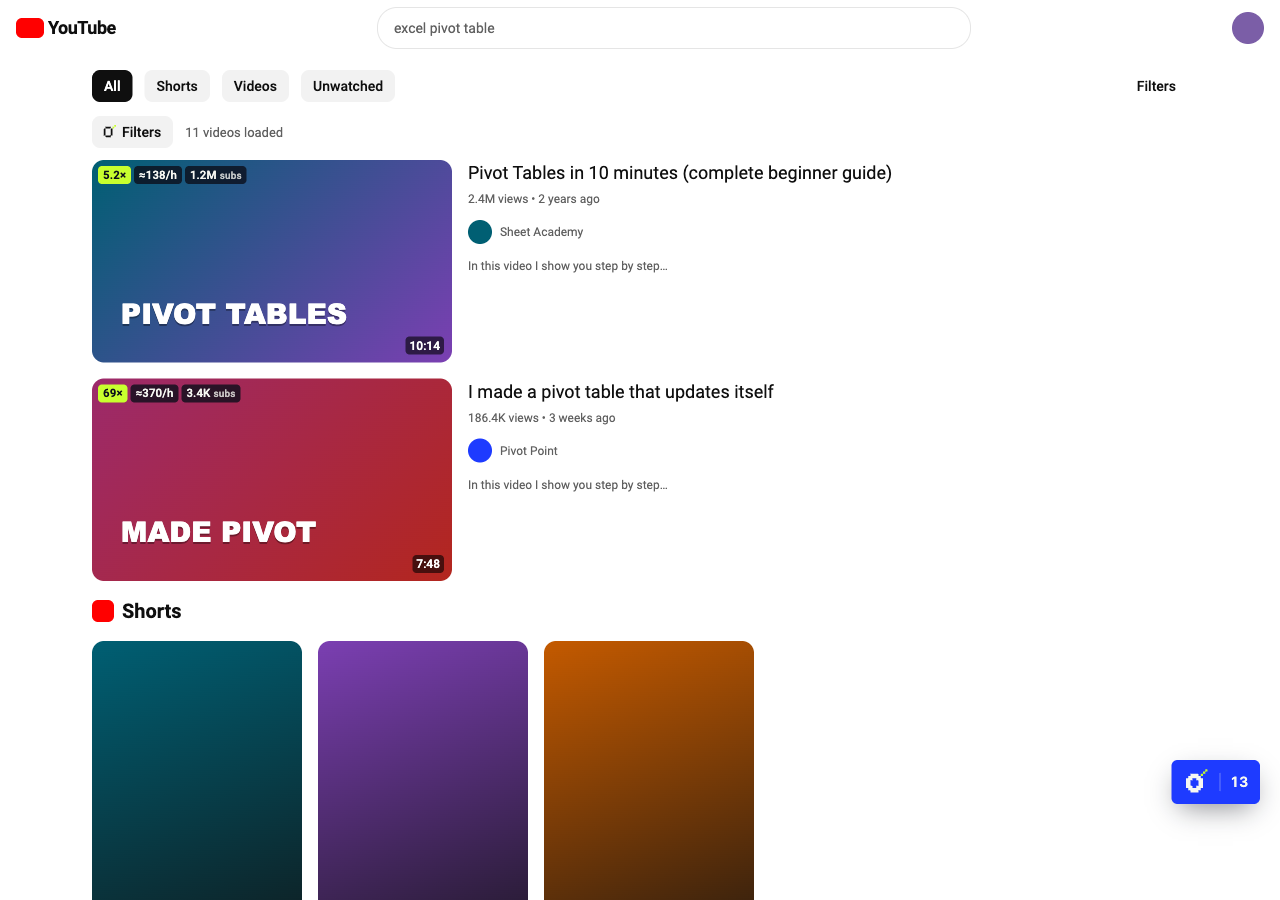 YouTube
excel pivot table
All
Shorts
Videos
Unwatched
Filters
Filters
11 videos loaded
5.2×
≈138/h
1.2M subs
PIVOT TABLES
10:14
Pivot Tables in 10 minutes (complete beginner guide)
2.4M views • 2 years ago
Sheet Academy
In this video I show you step by step…
69×
≈370/h
3.4K subs
MADE PIVOT
7:48
I made a pivot table that updates itself
186.4K views • 3 weeks ago
Pivot Point
In this video I show you step by step…
Shorts
13